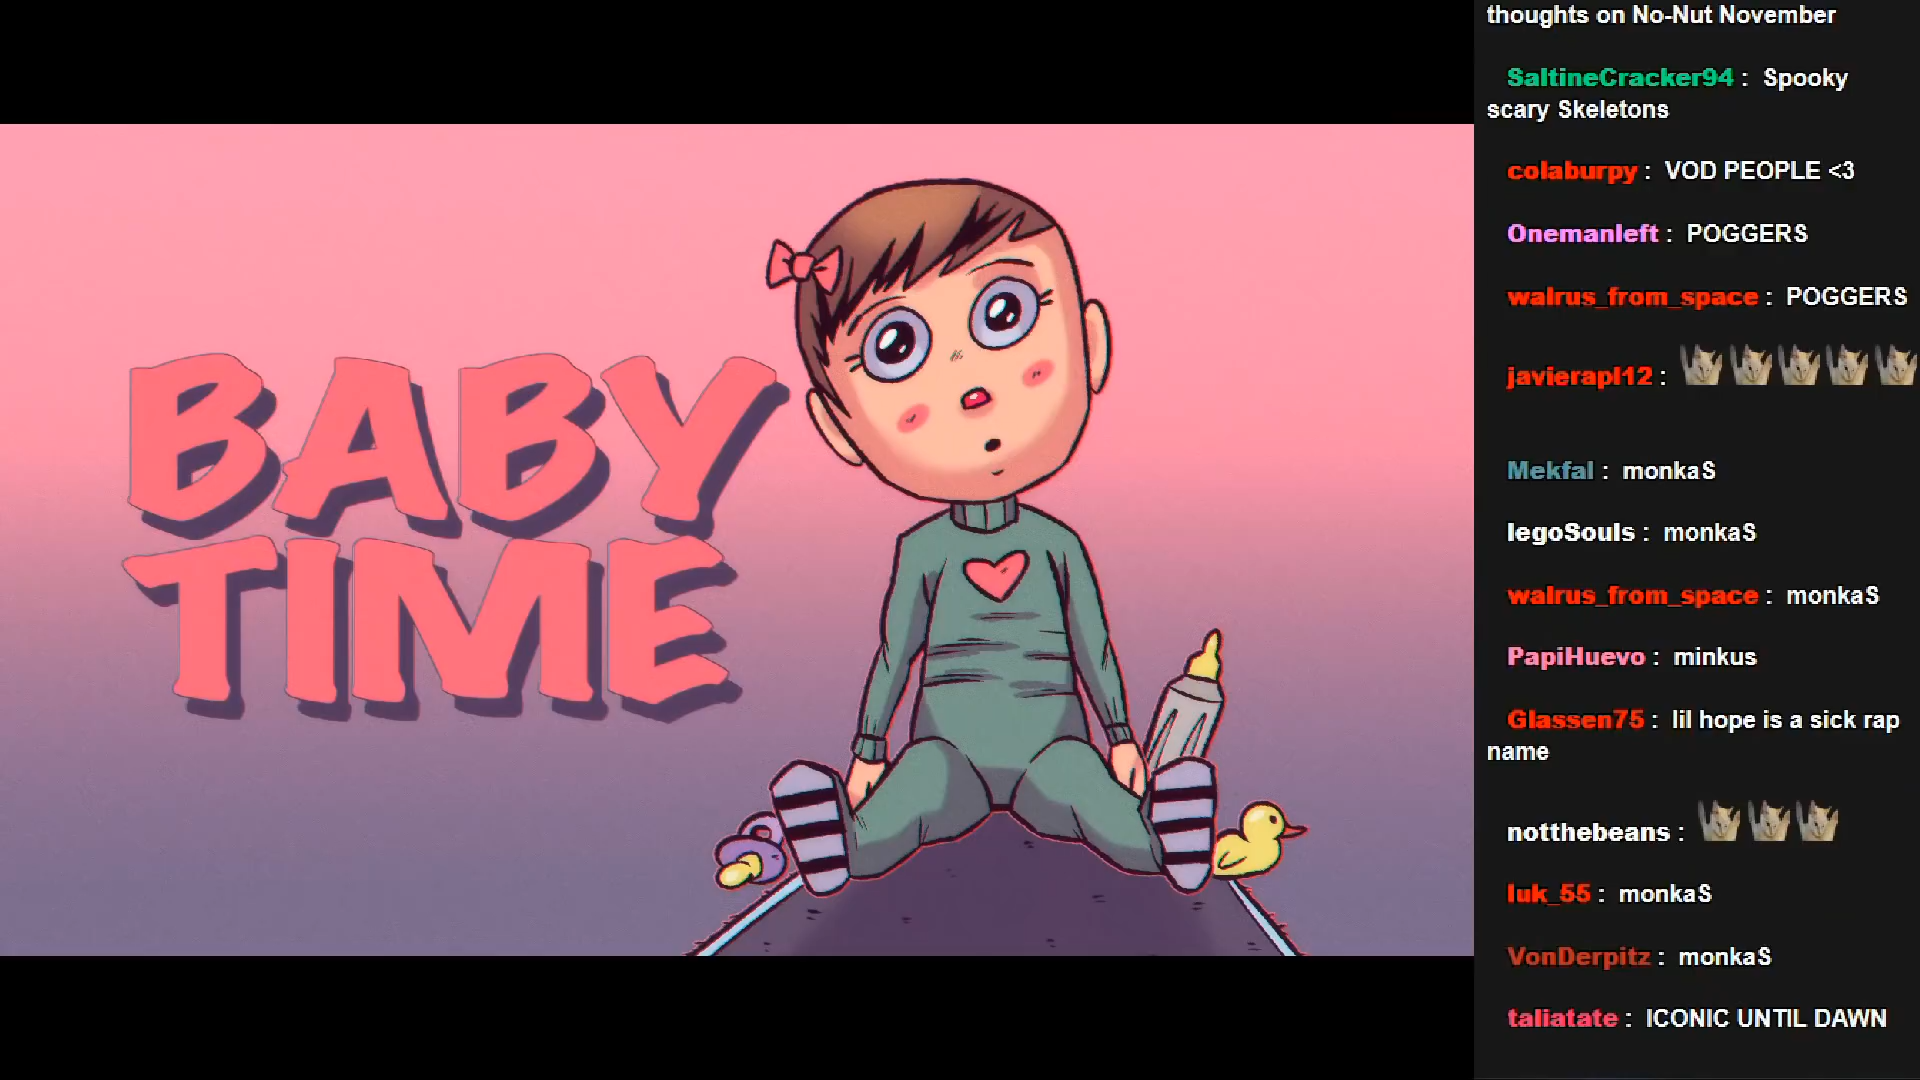 BABY
TIME
thoughts on No-Nut November
SaltineCracker94 : Spooky
scary Skeletons
colaburpy : VOD PEOPLE <3
Onemanleft : POGGERS
walrus_from_space : POGGERS
javierapl12 :
Mekfal : monkaS
legoSouls : monkaS
walrus_from_space : monkaS
PapiHuevo : minkus
Glassen75 : lil hope is a sick rap
name
notthebeans :
luk_55 : monkaS
VonDerpitz : monkaS
taliatate : ICONIC UNTIL DAWN